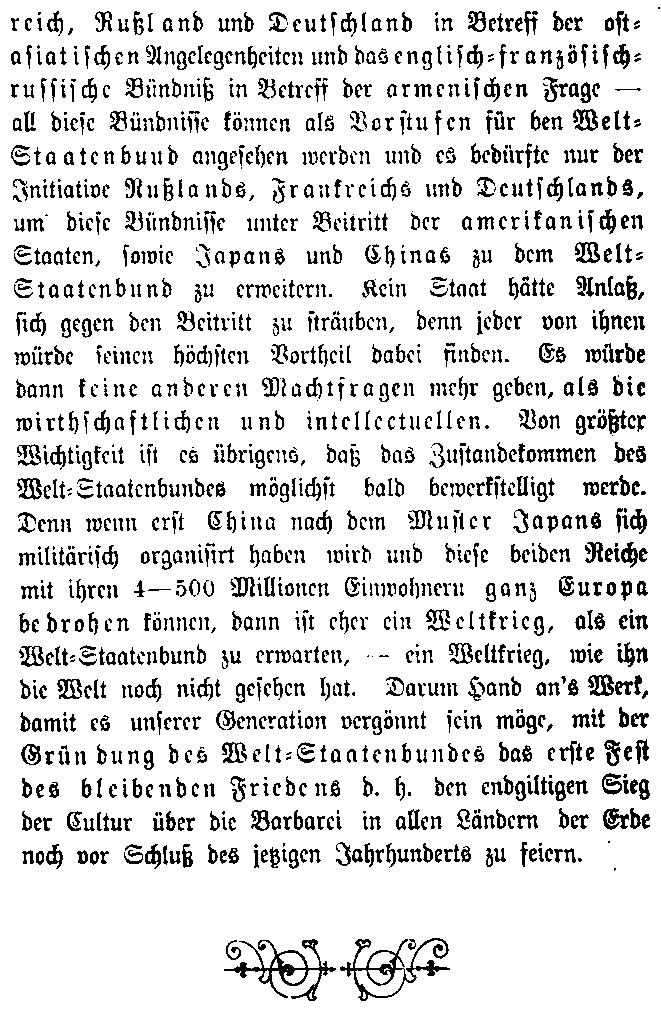 reich, Rußland und Deutschland in Betreff der ost-
asiatischen Angelegenheiten und das englisch-französisch-
russische Bündniß in Betreff der armenischen Frage —
all diese Bündnisse können als Vorstufen für den Welt-
Staatenbund angesehen werden und es bedürfte nur der
Initiative Rußlands, Frankreichs und Deutschlands,
um diese Bündnisse unter Beitritt der amerikanischen
Staaten, sowie Japans und Chinas zu dem Welt-
Staatenbund zu erweitern. Kein Staat hätte Anlaß,
sich gegen den Beitritt zu sträuben, denn jeder von ihnen
würde seinen höchsten Vortheil dabei finden. Es würde
dann keine anderen Machtfragen mehr geben, als die
wirthschaftlichen und intellectuellen. Von größter
Wichtigkeit ist es übrigens, daß das Zustandekommen des
Welt-Staatenbundes möglichst bald bewerkstelligt werde.
Denn wenn erst China nach dem Muster Japans sich
militärisch organisirt haben wird und diese beiden Reiche
mit ihren 4—500 Millionen Einwohnern ganz Europa
bedrohen können, dann ist eher ein Weltkrieg, als ein
Welt-Staatenbund zu erwarten, — ein Weltkrieg, wie ihn
die Welt noch nicht gesehen hat. Darum Hand an's Werk,
damit es unserer Generation vergönnt sein möge, mit der
Gründung des Welt-Staatenbundes das erste Fest
des bleibenden Friedens d. h. den endgiltigen Sieg
der Cultur über die Barbarei in allen Ländern der Erde
noch vor Schluß des jetzigen Jahrhunderts zu feiern.